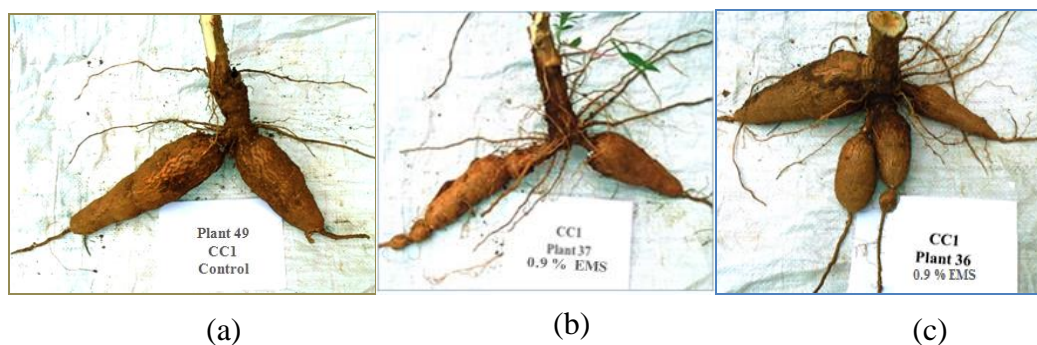 Plant 49
CC1
Control
CC1
Plant 37
0.9 % EMS
CC1
Plant 36
0.9 % EMS
(a)
(b)
(c)